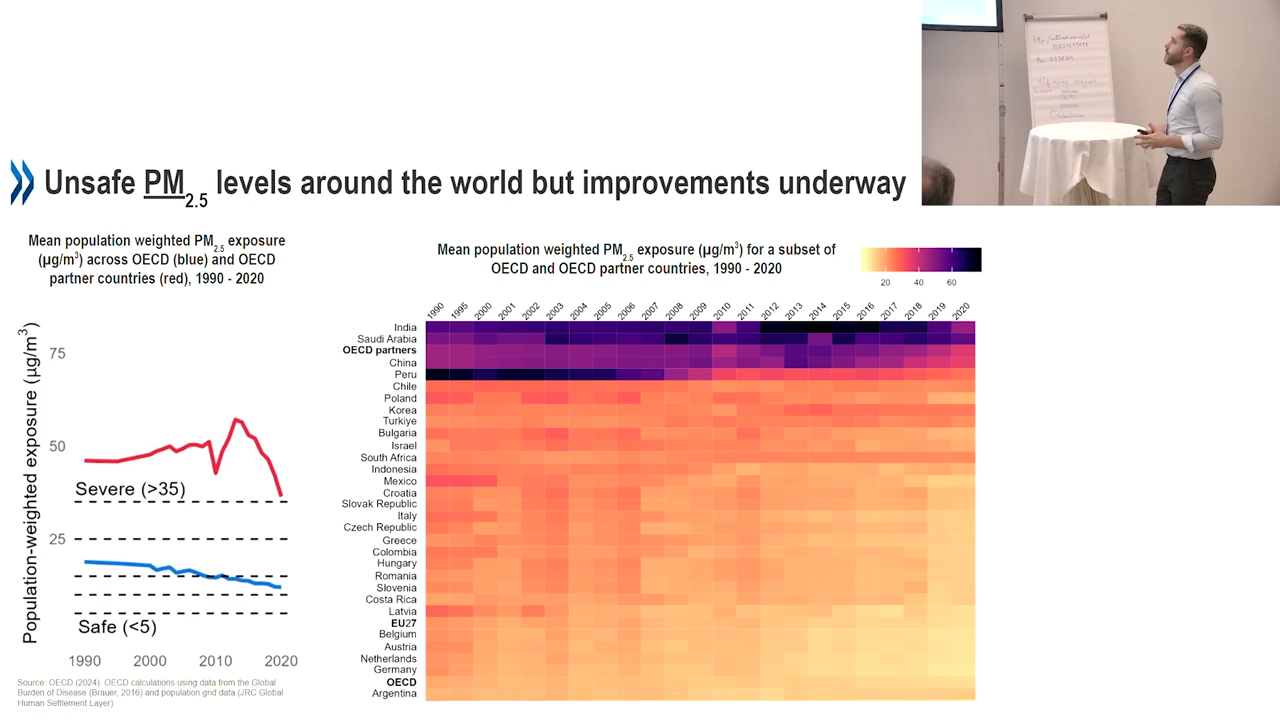 Unsafe PM2.5 levels around the world but improvements underway
Mean population weighted PM2.5 exposure
(µg/m³) across OECD (blue) and OECD
partner countries (red), 1990 - 2020
Population-weighted exposure (µg/m³)
75
50
25
Severe (>35)
Safe (<5)
1990 2000 2010 2020
Source: OECD (2024). OECD calculations using data from the Global
Burden of Disease (Brauer, 2016) and population grid data (JRC Global
Human Settlement Layer).
Mean population weighted PM2.5 exposure (µg/m³) for a subset of
OECD and OECD partner countries, 1990 - 2020
20 40 60
1990 1995 2000 2001 2002 2003 2004 2005 2006 2007 2008 2009 2010 2011 2012 2013 2014 2015 2016 2017 2018 2019 2020
India
Saudi Arabia
OECD partners
China
Peru
Chile
Poland
Korea
Turkiye
Bulgaria
Israel
South Africa
Indonesia
Mexico
Croatia
Slovak Republic
Italy
Czech Republic
Greece
Colombia
Hungary
Romania
Slovenia
Costa Rica
Latvia
EU27
Belgium
Austria
Netherlands
Germany
OECD
Argentina